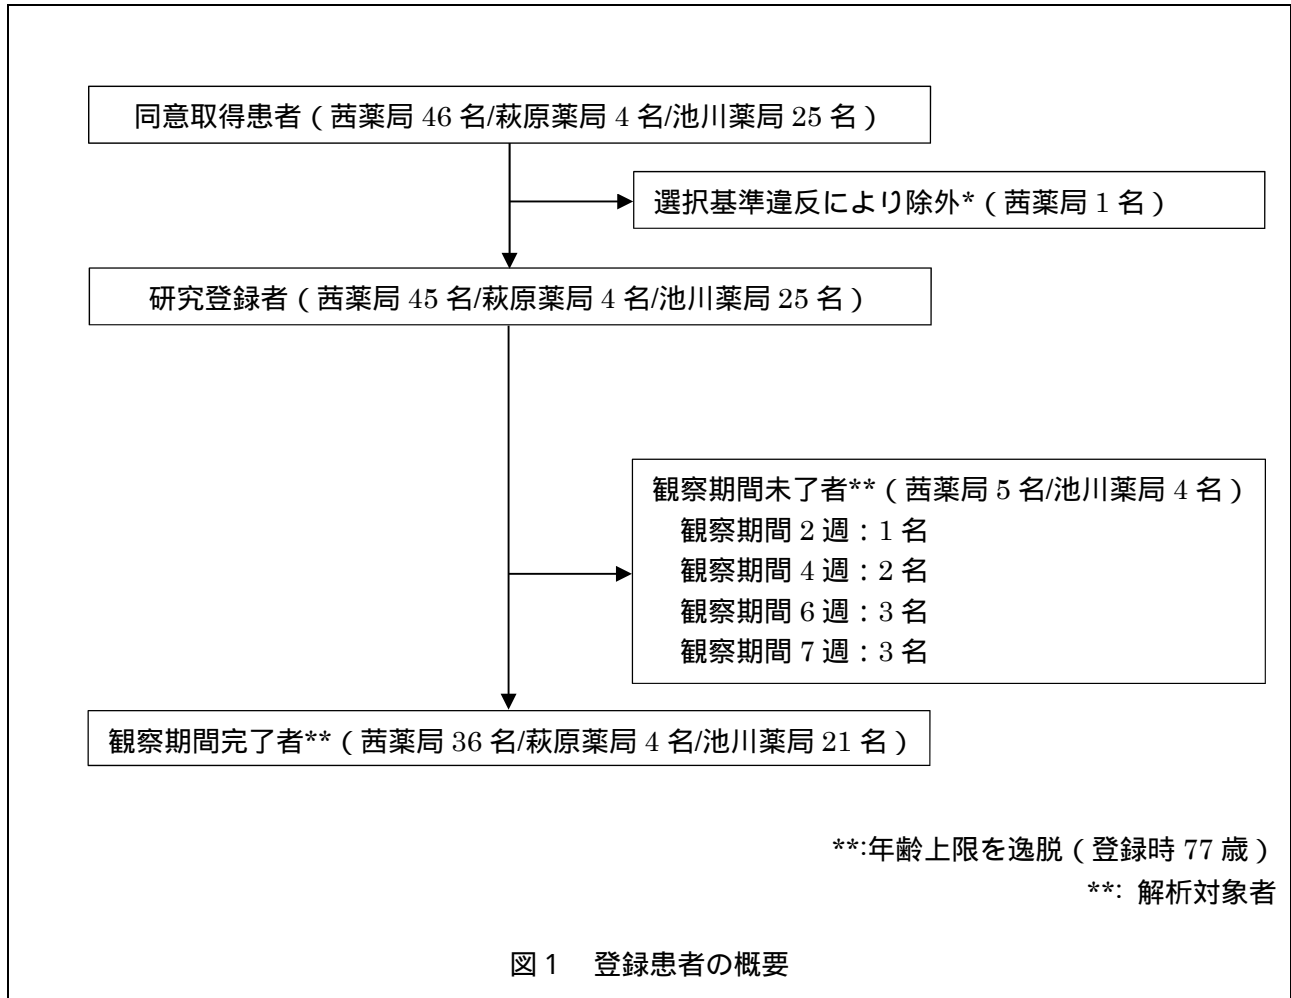 同意取得患者(茜薬局 46 名/萩原薬局 4 名/池川薬局 25 名)
選択基準違反により除外*(茜薬局 1 名)
研究登録者(茜薬局 45 名/萩原薬局 4 名/池川薬局 25 名)
観察期間未了者**(茜薬局 5 名/池川薬局 4 名)
観察期間 2 週:1 名
観察期間 4 週:2 名
観察期間 6 週:3 名
観察期間 7 週:3 名
観察期間完了者**(茜薬局 36 名/萩原薬局 4 名/池川薬局 21 名)
**:年齢上限を逸脱(登録時 77 歳)
**: 解析対象者
図 1 登録患者の概要